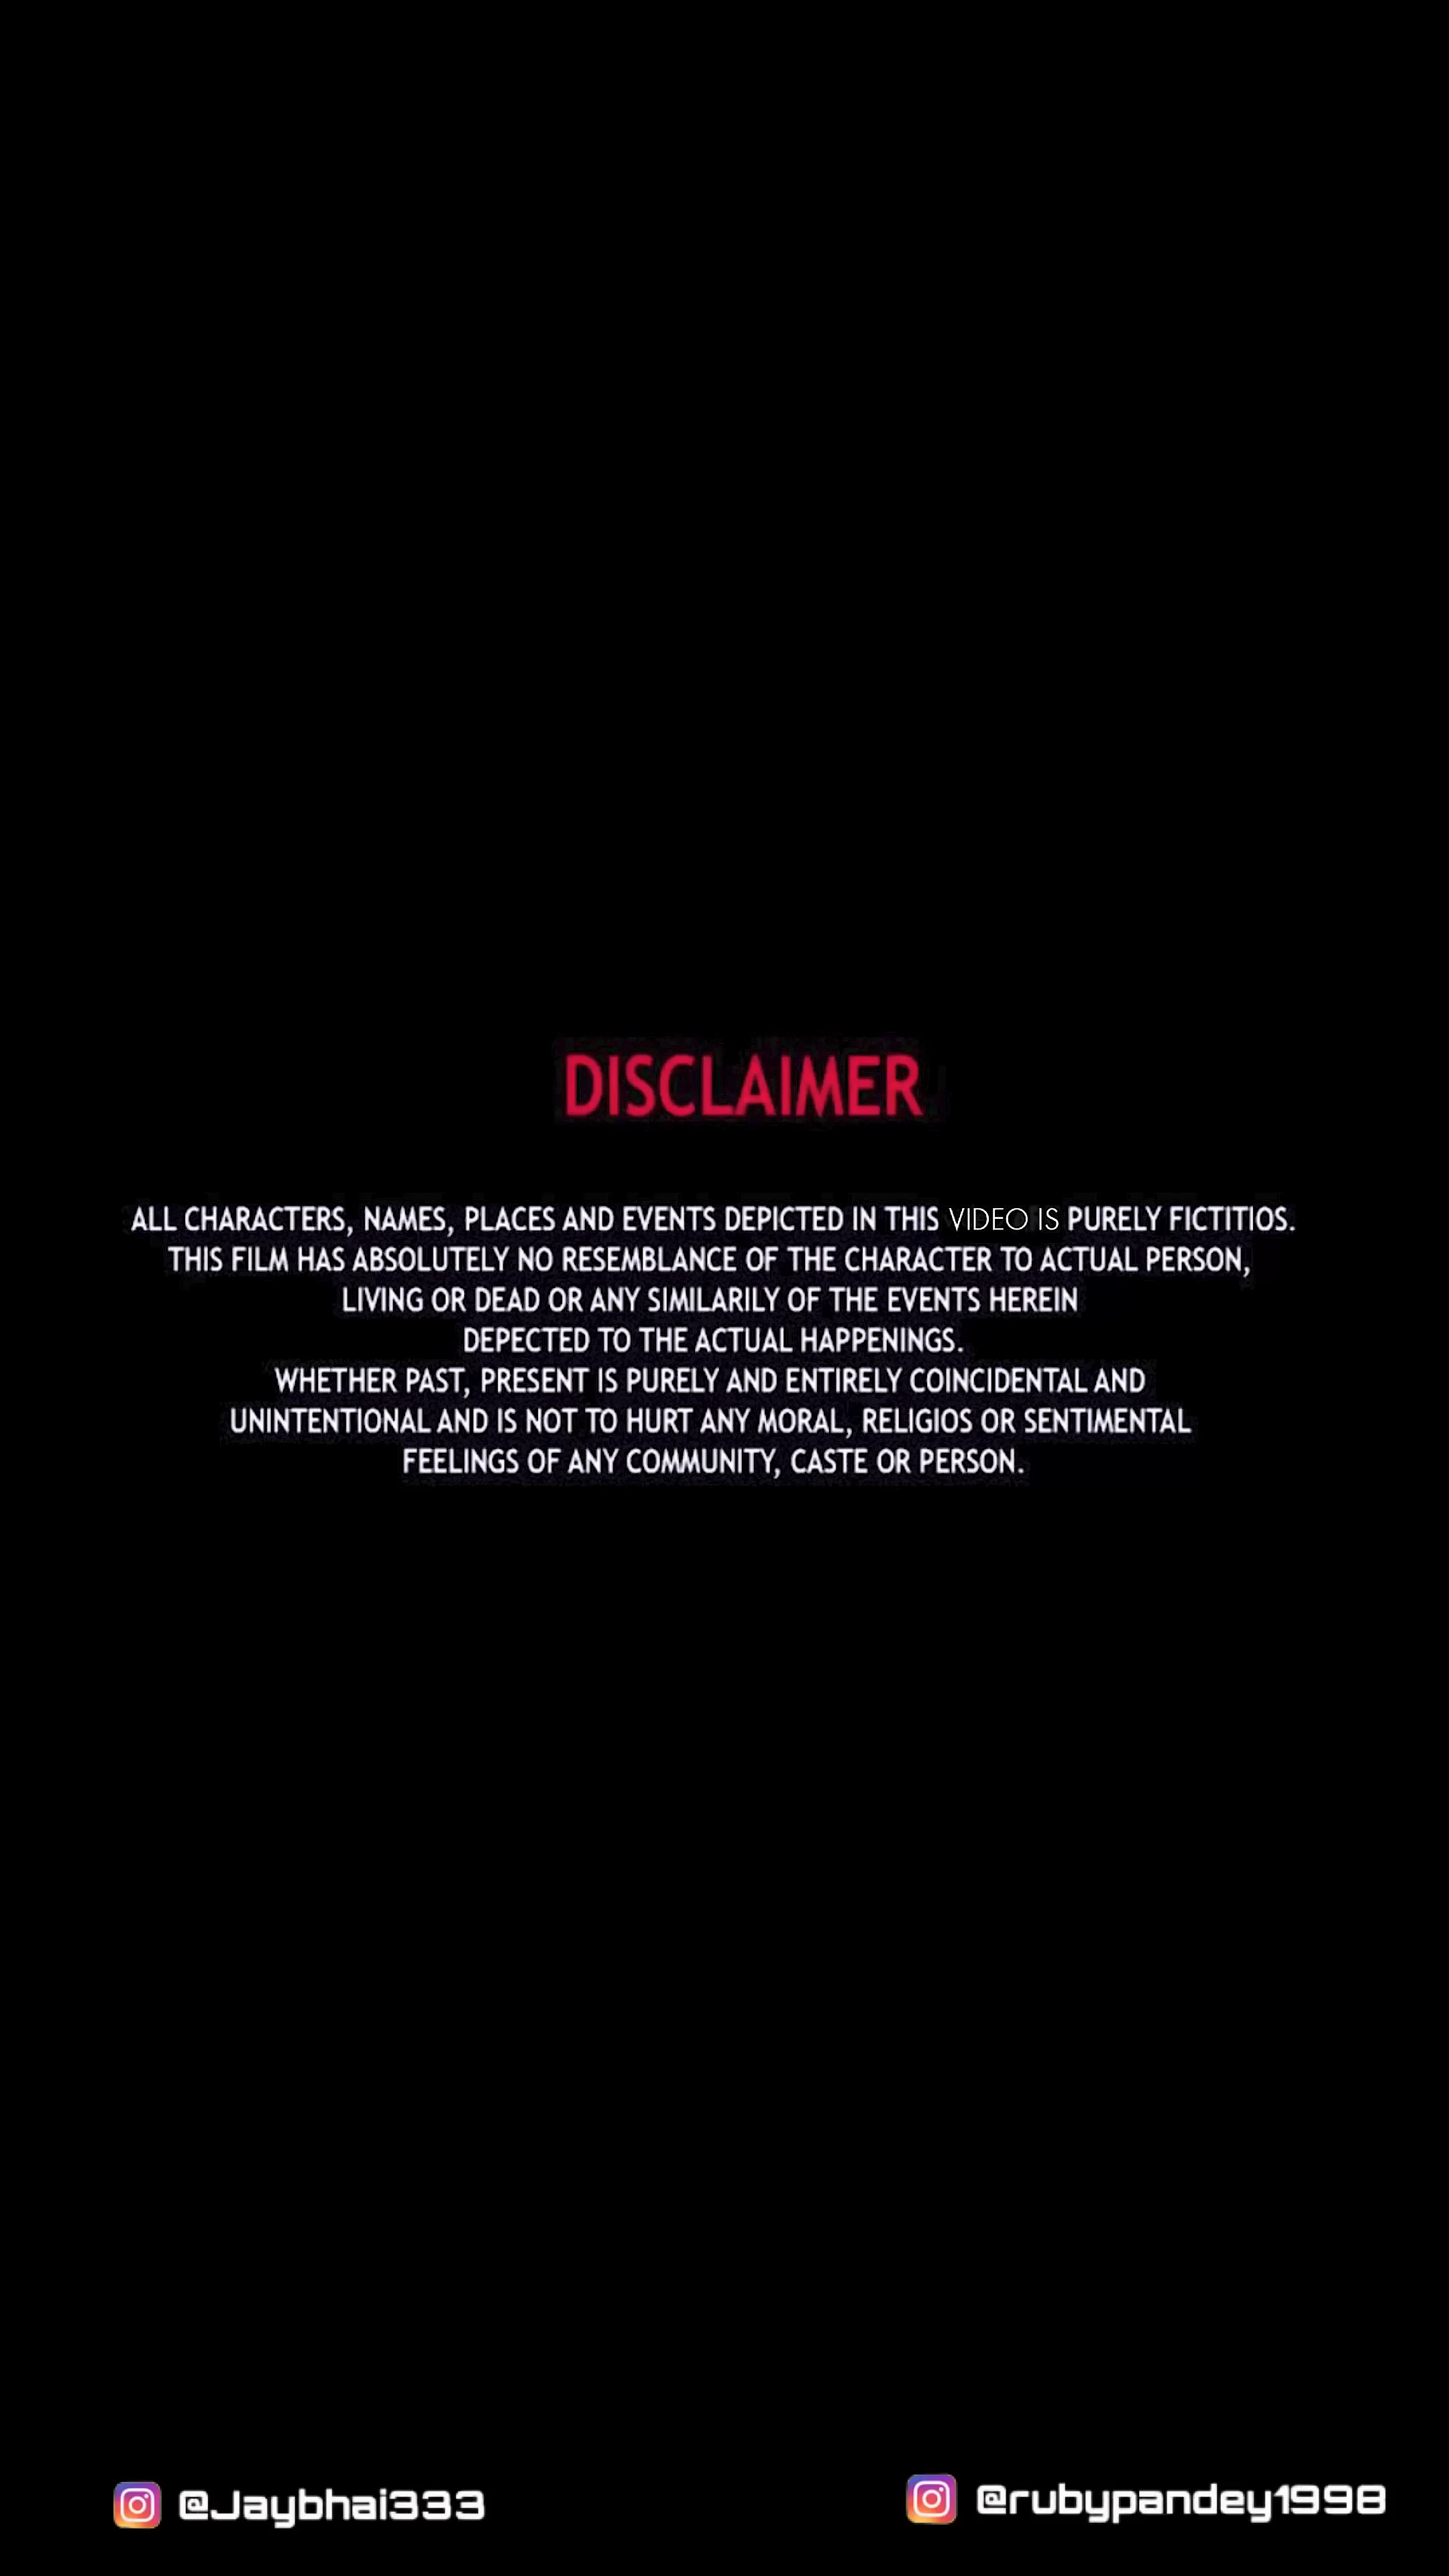 DISCLAIMER
ALL CHARACTERS, NAMES, PLACES AND EVENTS DEPICTED IN THIS VIDEO IS PURELY FICTITIOS.
THIS FILM HAS ABSOLUTELY NO RESEMBLANCE OF THE CHARACTER TO ACTUAL PERSON,
LIVING OR DEAD OR ANY SIMILARILY OF THE EVENTS HEREIN
DEPECTED TO THE ACTUAL HAPPENINGS.
WHETHER PAST, PRESENT IS PURELY AND ENTIRELY COINCIDENTAL AND
UNINTENTIONAL AND IS NOT TO HURT ANY MORAL, RELIGIOS OR SENTIMENTAL
FEELINGS OF ANY COMMUNITY, CASTE OR PERSON.
@Jaybhai333
@rubypandey1998